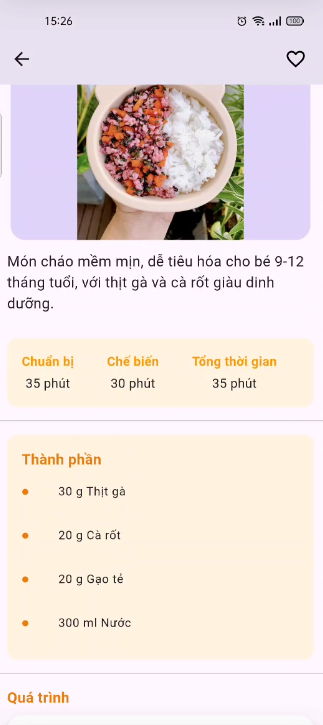 15:26
100
Món cháo mềm mịn, dễ tiêu hóa cho bé 9-12
tháng tuổi, với thịt gà và cà rốt giàu dinh
dưỡng.
Chuẩn bị
Chế biến
Tổng thời gian
35 phút
30 phút
35 phút
Thành phần
30 g Thịt gà
20 g Cà rốt
20 g Gạo tẻ
300 ml Nước
Quá trình